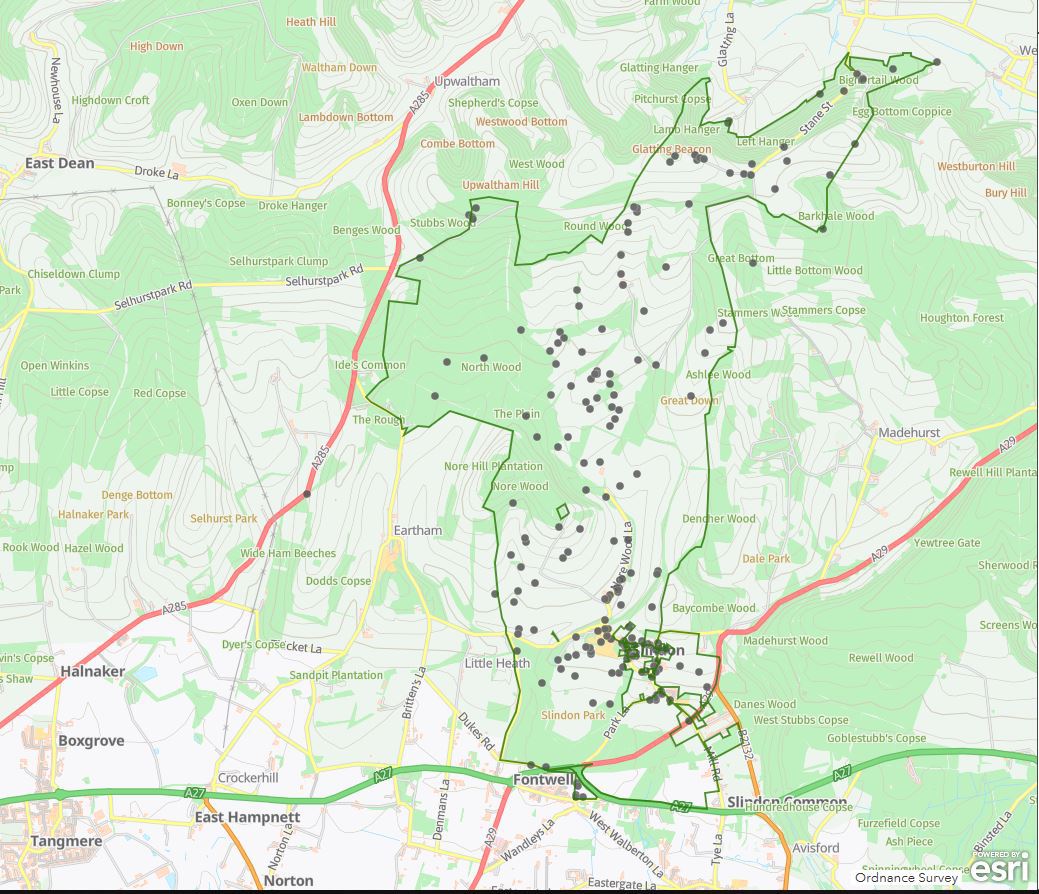 Heath Hill
Farm Wood
Glatting La
High Down
Newhouse La
Waltham Down
Glatting Hanger
We
Upwaltham
Bignortail Wood
Highdown Croft
Oxen Down
A285
Shepherd's Copse
Pitchurst Copse
Lambdown Bottom
Westwood Bottom
Stane St
Egg Bottom Coppice
Lamb Hanger
Combe Bottom
Left Hanger
Glatting Beacon
East Dean
West Wood
Westburton Hill
Droke La
Upwaltham Hill
Bury Hill
Bonney's Copse
Droke Hanger
Stubbs Wood
Round Wood
Barkhale Wood
Benges Wood
Selhurstpark Clump
Great Bottom
Chiseldown Clump
Selhurstpark Rd
Little Bottom Wood
Park
Selhurstpark Rd
Stammers Wood
Stammers Copse
Houghton Forest
Open Winkins
Ide's Common
North Wood
Ashlee Wood
Little Copse
Red Copse
Great Down
The Plain
The Rough
Madehurst
A29
A285
Nore Hill Plantation
Rewell Hill Planta
Nore Wood
Denge Bottom
Halnaker Park
Selhurst Park
Dencher Wood
Eartham
Yewtree Gate
Rook Wood
Hazel Wood
Wide Ham Beeches
A29
Dale Park
Nore Wood La
Sherwood R
Dodds Copse
A285
Baycombe Wood
Screens Wo
Madehurst Wood
Dyer's Copse
cket La
Slindon
vin's Copse
Little Heath
Rewell Wood
s Shaw
Halnaker
Sandpit Plantation
Britten's La
Danes Wood
Slindon Park
Park La
A29
West Stubbs Copse
Dukes Rd
Boxgrove
B2132
Goblestubb's Copse
Mill Rd
Crockerhill
A27
Fontwell
A27
A27
A27
Slindon Common
Hundredhouse Copse
East Hampnett
Denmans La
A29
Wandleys La
West Walberton La
Tye La
Furzefield Copse
Binsted La
Tangmere
Norton La
Avisford
Ash Piece
Spinningwheel Copse
Norton
Eastergate La
Ordnance Survey
POWERED BY
esri